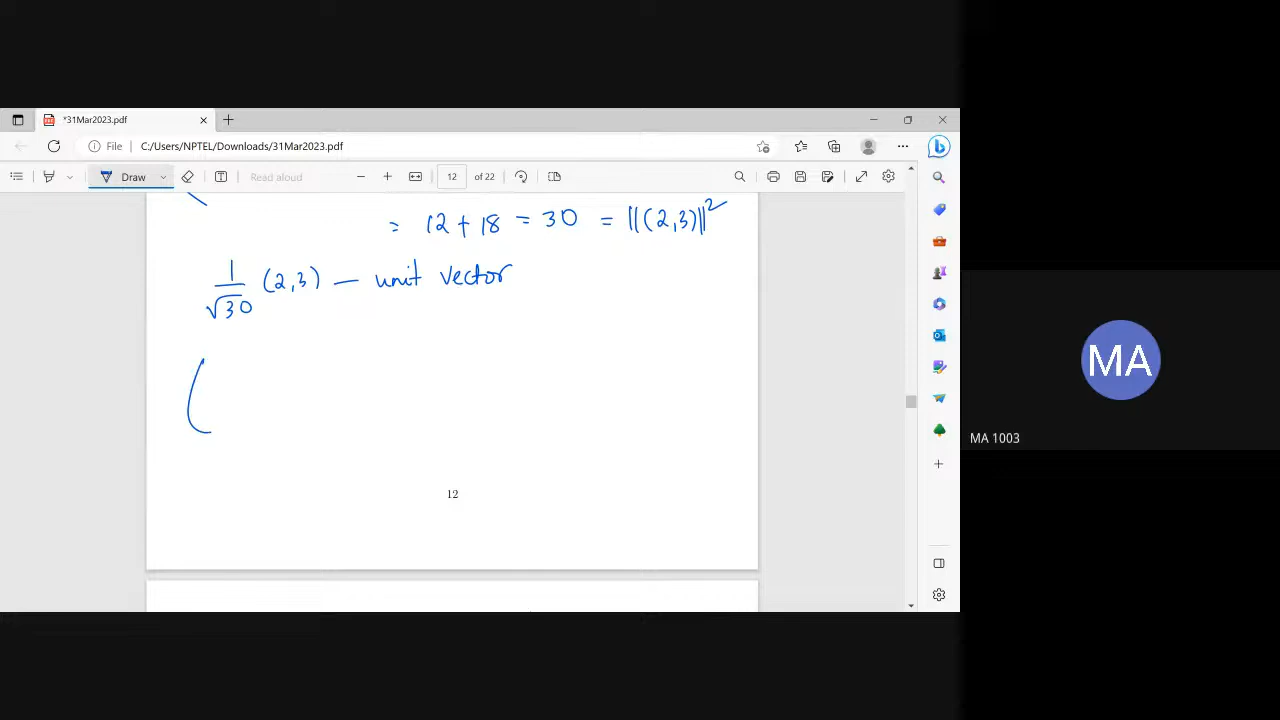 *31Mar2023.pdf
File C:/Users/NPTEL/Downloads/31Mar2023.pdf
Draw Read aloud 12 of 22
= 12 + 18 = 30 = ||(2,3)||²
1/√30 (2,3) — unit vector
(
12
MA
MA 1003